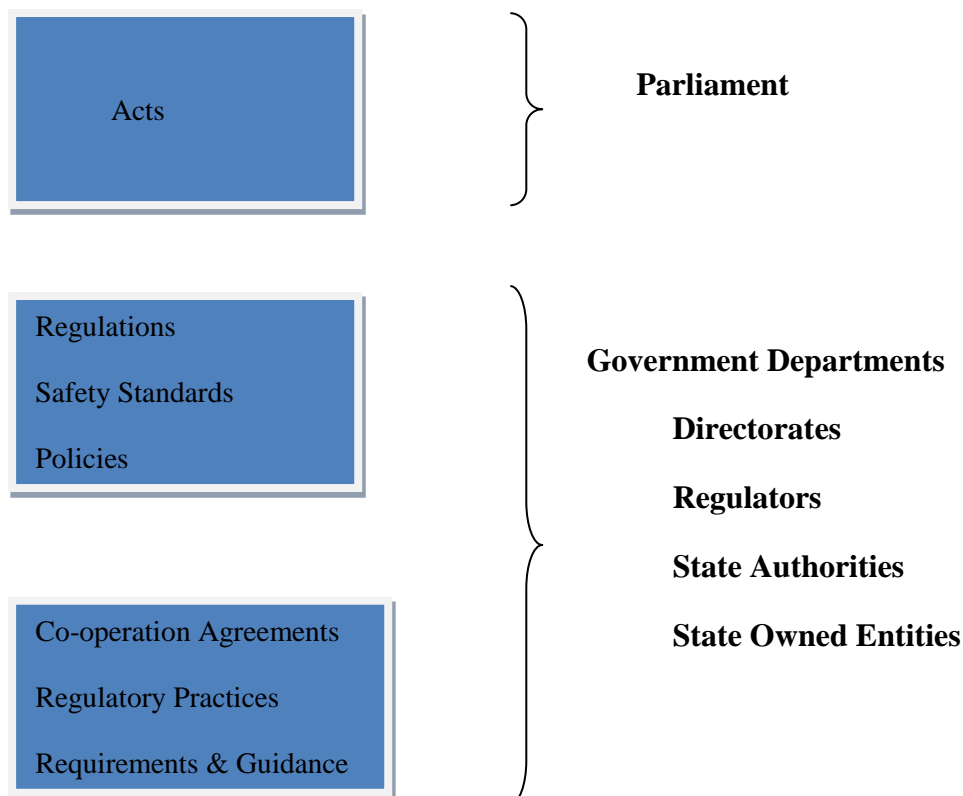 Acts
Parliament
Regulations
Safety Standards
Policies
Co-operation Agreements
Regulatory Practices
Requirements & Guidance
Government Departments
Directorates
Regulators
State Authorities
State Owned Entities